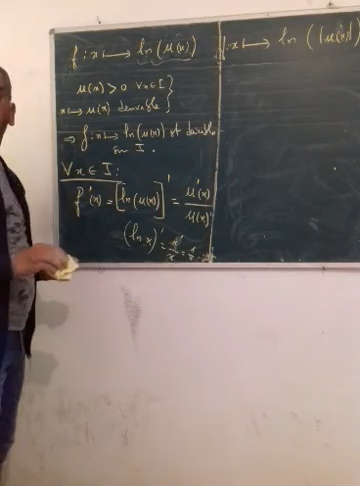 f : x ⟼ ln(u(x))
u(x) > 0 ∀x∈I }
x ⟼ u(x) dérivable }
⇒ f : x ⟼ ln(u(x)) est dérivable
sur I.
∀x∈I :
f'(x) = [ln(u(x))]' = u'(x)/u(x)
(ln x)' = x'/x = 1/x
f : x ⟼ ln(|u(x)|